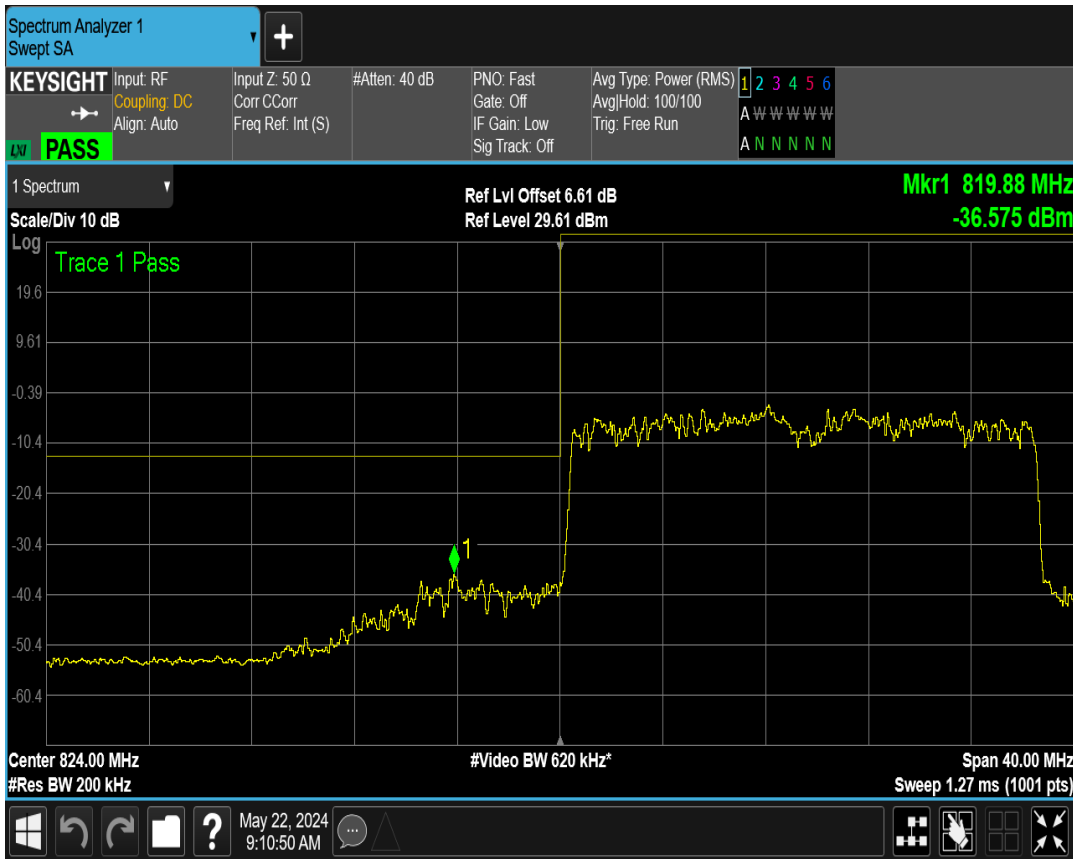 Spectrum Analyzer 1
Swept SA
+
KEYSIGHT
LXI PASS
Input: RF
Coupling: DC
Align: Auto
Input Z: 50 Ω
Corr CCorr
Freq Ref: Int (S)
#Atten: 40 dB
PNO: Fast
Gate: Off
IF Gain: Low
Sig Track: Off
Avg Type: Power (RMS)
Avg|Hold: 100/100
Trig: Free Run
1 2 3 4 5 6
A W W W W W
A N N N N N
1 Spectrum
Scale/Div 10 dB
Ref Lvl Offset 6.61 dB
Ref Level 29.61 dBm
Mkr1 819.88 MHz
-36.575 dBm
Log
Trace 1 Pass
19.6
9.61
-0.39
-10.4
-20.4
-30.4
1
-40.4
-50.4
-60.4
Center 824.00 MHz
#Video BW 620 kHz*
Span 40.00 MHz
#Res BW 200 kHz
Sweep 1.27 ms (1001 pts)
?
May 22, 2024
9:10:50 AM